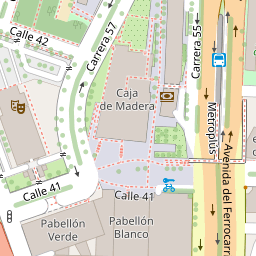 Calle 42
Carrera 57
Carrera 55
Caja
de Madera
Metroplús
Avenida del Ferrocarr
Calle 41
Calle 41
Pabellón
Verde
Pabellón
Blanco